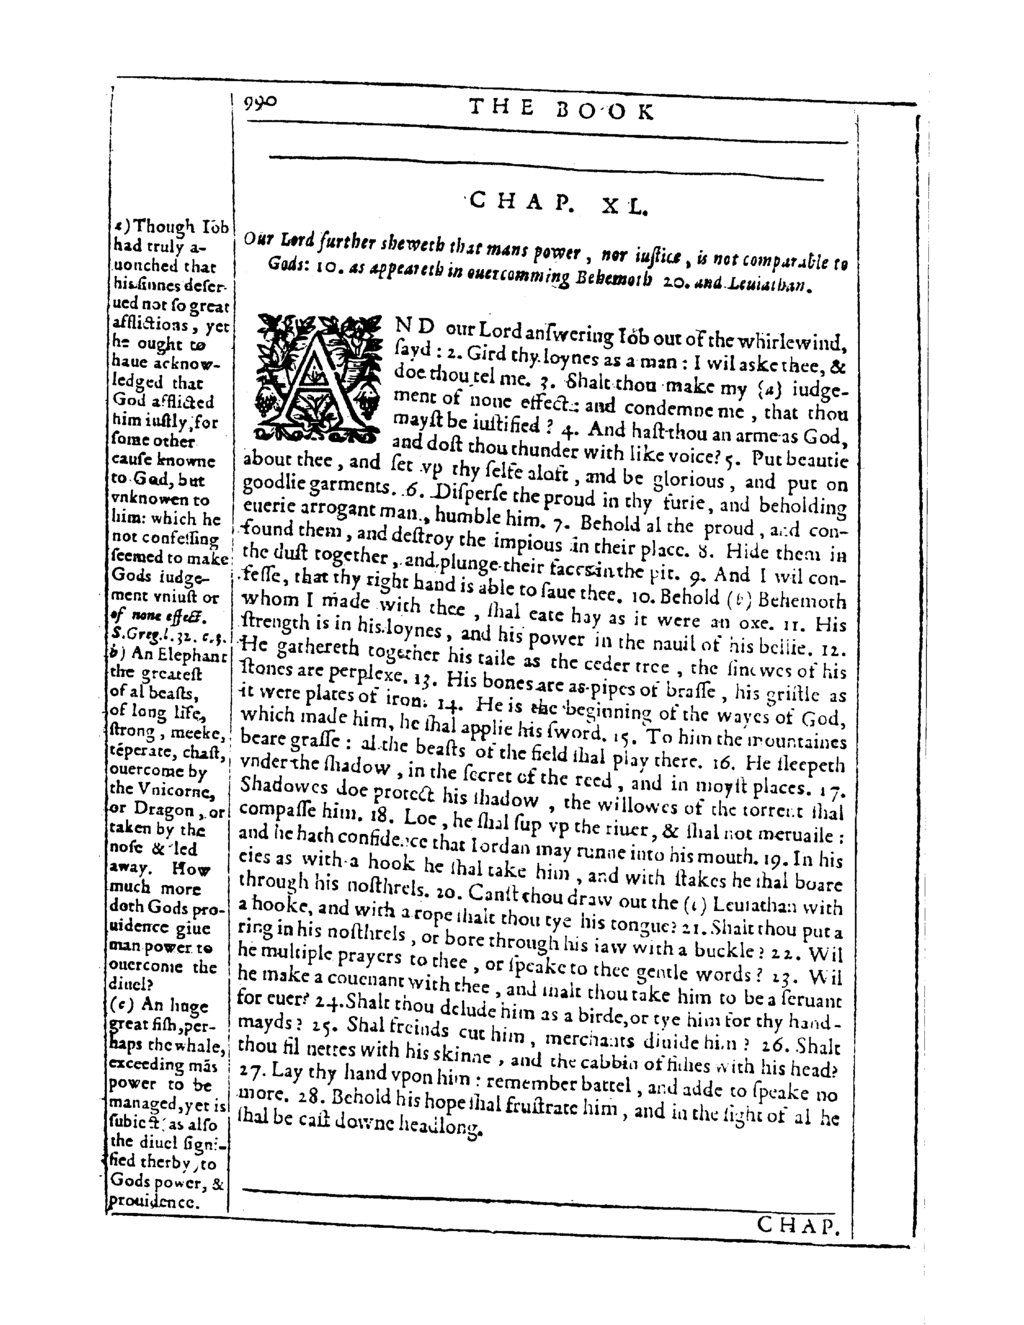 990
THE BOOK
CHAP. XL.
Our Lord further sheweth that mans power, nor iuſtice, is not comparable to
Gods: 10. as appeareth in ouercomming Behemoth 20. and Leuiathan.
AND our Lord anſwering Iob out of the whirlewind,
ſayd: 2. Gird thy loynes as a man: I wil aske thee, &
doe thou tel me. 3. Shalt thou make my (a) iudge-
ment of none effect: and condemne me, that thou
mayſt be iuſtified? 4. And haſt thou an arme as God,
and doſt thou thunder with like voice? 5. Put beautie
about thee, and ſet vp thy ſelfe aloft, and be glorious, and put on
goodlie garments. 6. Diſperſe the proud in thy furie, and beholding
euerie arrogant man, humble him. 7. Behold al the proud, and con-
found them, and deſtroy the impious in their place. 8. Hide them in
the duſt together, and plunge their faces in the pit. 9. And I wil con-
feſſe, that thy right hand is able to ſaue thee. 10. Behold (b) Behemoth
whom I made with thee, ſhal eate hay as it were an oxe. 11. His
ſtrength is in his loynes, and his power in the nauil of his bellie. 12.
He gathereth together his taile as the ceder tree, the ſinewes of his
ſtones are perplexe. 13. His bones are as pipes of braſſe, his griſtle as
it were plates of iron. 14. He is the beginning of the wayes of God,
which made him, he ſhal applie his ſword. 15. To him the mountaines
beare graſſe: al the beaſts of the field ſhal play there. 16. He ſleepeth
vnder the ſhadow, in the ſecret of the reed, and in moyſt places. 17.
Shadowes doe protect his ſhadow, the willowes of the torrent ſhal
compaſſe him. 18. Loe, he ſhal ſup vp the riuer, & ſhal not meruaile:
and he hath confidence that Iordan may runne into his mouth. 19. In his
eies as with a hook he ſhal take him, and with ſtakes he ſhal boare
through his noſthrels. 20. Canſt thou draw out the (c) Leuiathan with
a hooke, and with a rope ſhalt thou tye his tongue? 21. Shalt thou put a
ring in his noſthrels, or bore through his iaw with a buckle? 22. Wil
he multiple prayers to thee, or ſpeake to thee gentle words? 23. Wil
he make a couenant with thee, and ſhalt thou take him to be a ſeruant
for euer? 24. Shalt thou delude him as a birde, or tye him for thy hand-
mayds? 25. Shal freinds cut him, merchants diuide him? 26. Shalt
thou fil nettes with his skinne, and the cabbin of fiſhes with his head?
27. Lay thy hand vpon him: remember battel, and adde to ſpeake no
more. 28. Behold his hope ſhal fruſtrate him, and in the ſight of al he
ſhal be caſt downe headlong.
a) Though Iob
had truly a-
uouched that
his ſinnes deſer-
ued not ſo great
afflictions, yet
he ought to
haue acknow-
ledged that
God afflicted
him iuſtly, for
ſome other
cauſe knowne
to God, but
vnknowen to
him: which he
not confeſſing
ſeemed to make
Gods iudge-
ment vniuſt or
of none effect.
S. Greg. l. 32. c. 3.
b) An Elephant
the greateſt
of al beaſts,
of long life,
ſtrong, meeke,
tēperate, chaſt,
ouercome by
the Vnicorne,
or Dragon, or
taken by the
noſe & led
away. How
much more
doth Gods pro-
uidence giue
man power to
ouercome the
diuel?
(c) An huge
great fiſh, per-
haps the whale,
exceeding mās
power to be
managed, yet is
ſubiect: as alſo
the diuel ſigni-
fied therby, to
Gods power, &
prouidence.
CHAP.